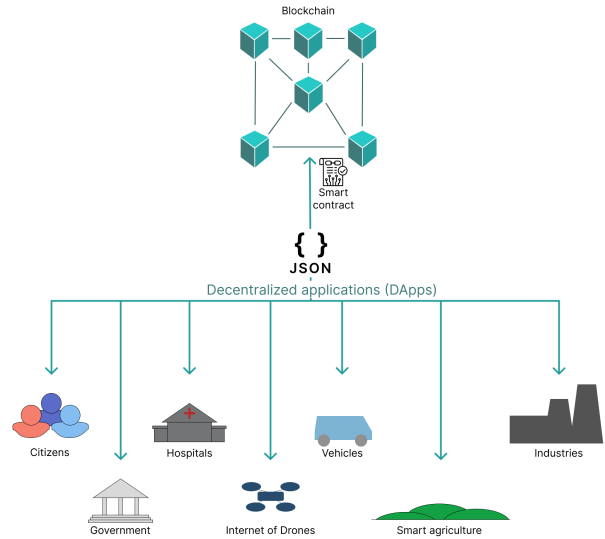 Blockchain
Smart
contract
{ }
JSON
Decentralized applications (DApps)
Citizens
Hospitals
Vehicles
Industries
Government
Internet of Drones
Smart agriculture